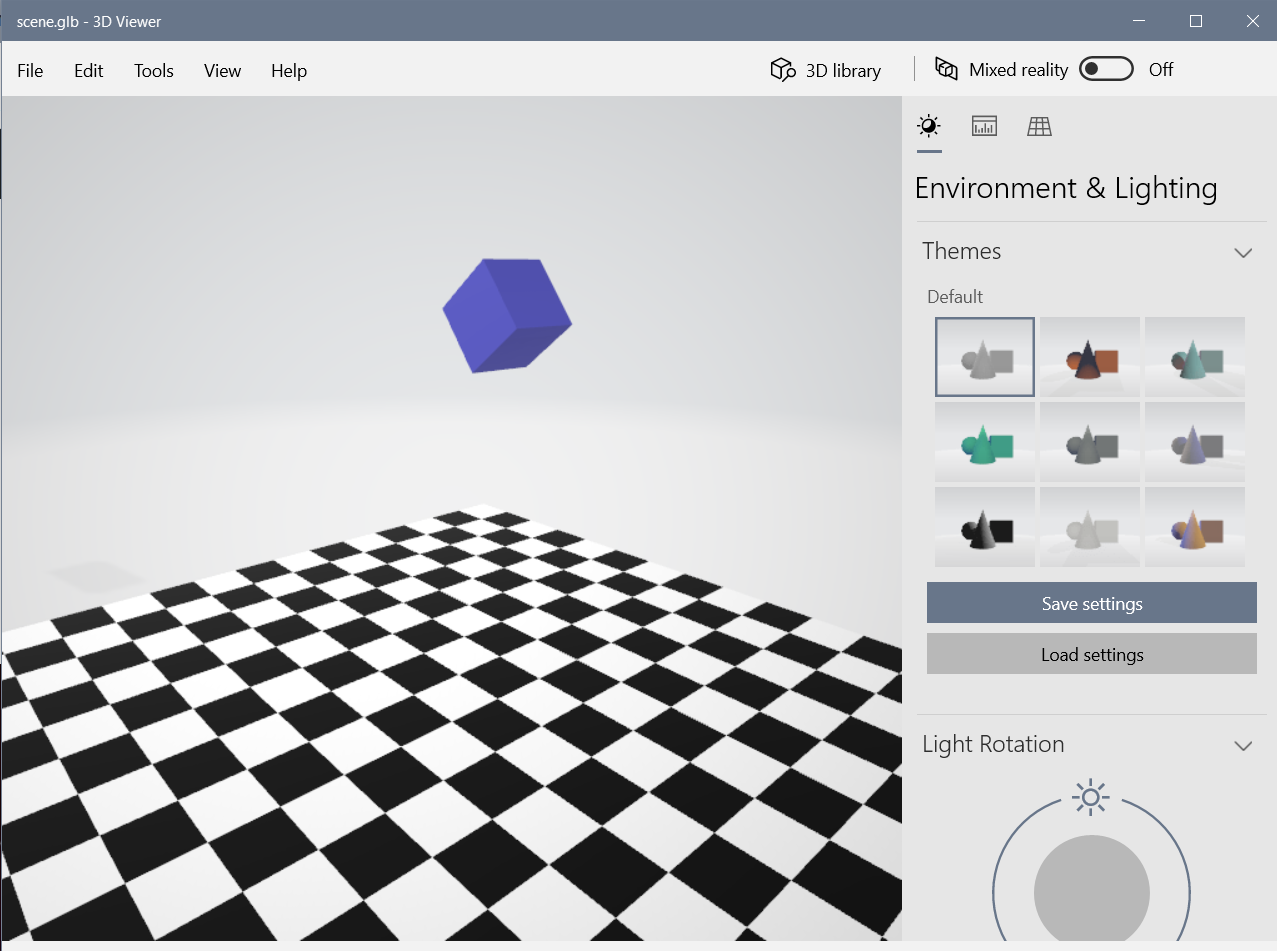 scene.glb - 3D Viewer
File Edit Tools View Help 3D library Mixed reality Off
Environment & Lighting
Themes
Default
Save settings
Load settings
Light Rotation